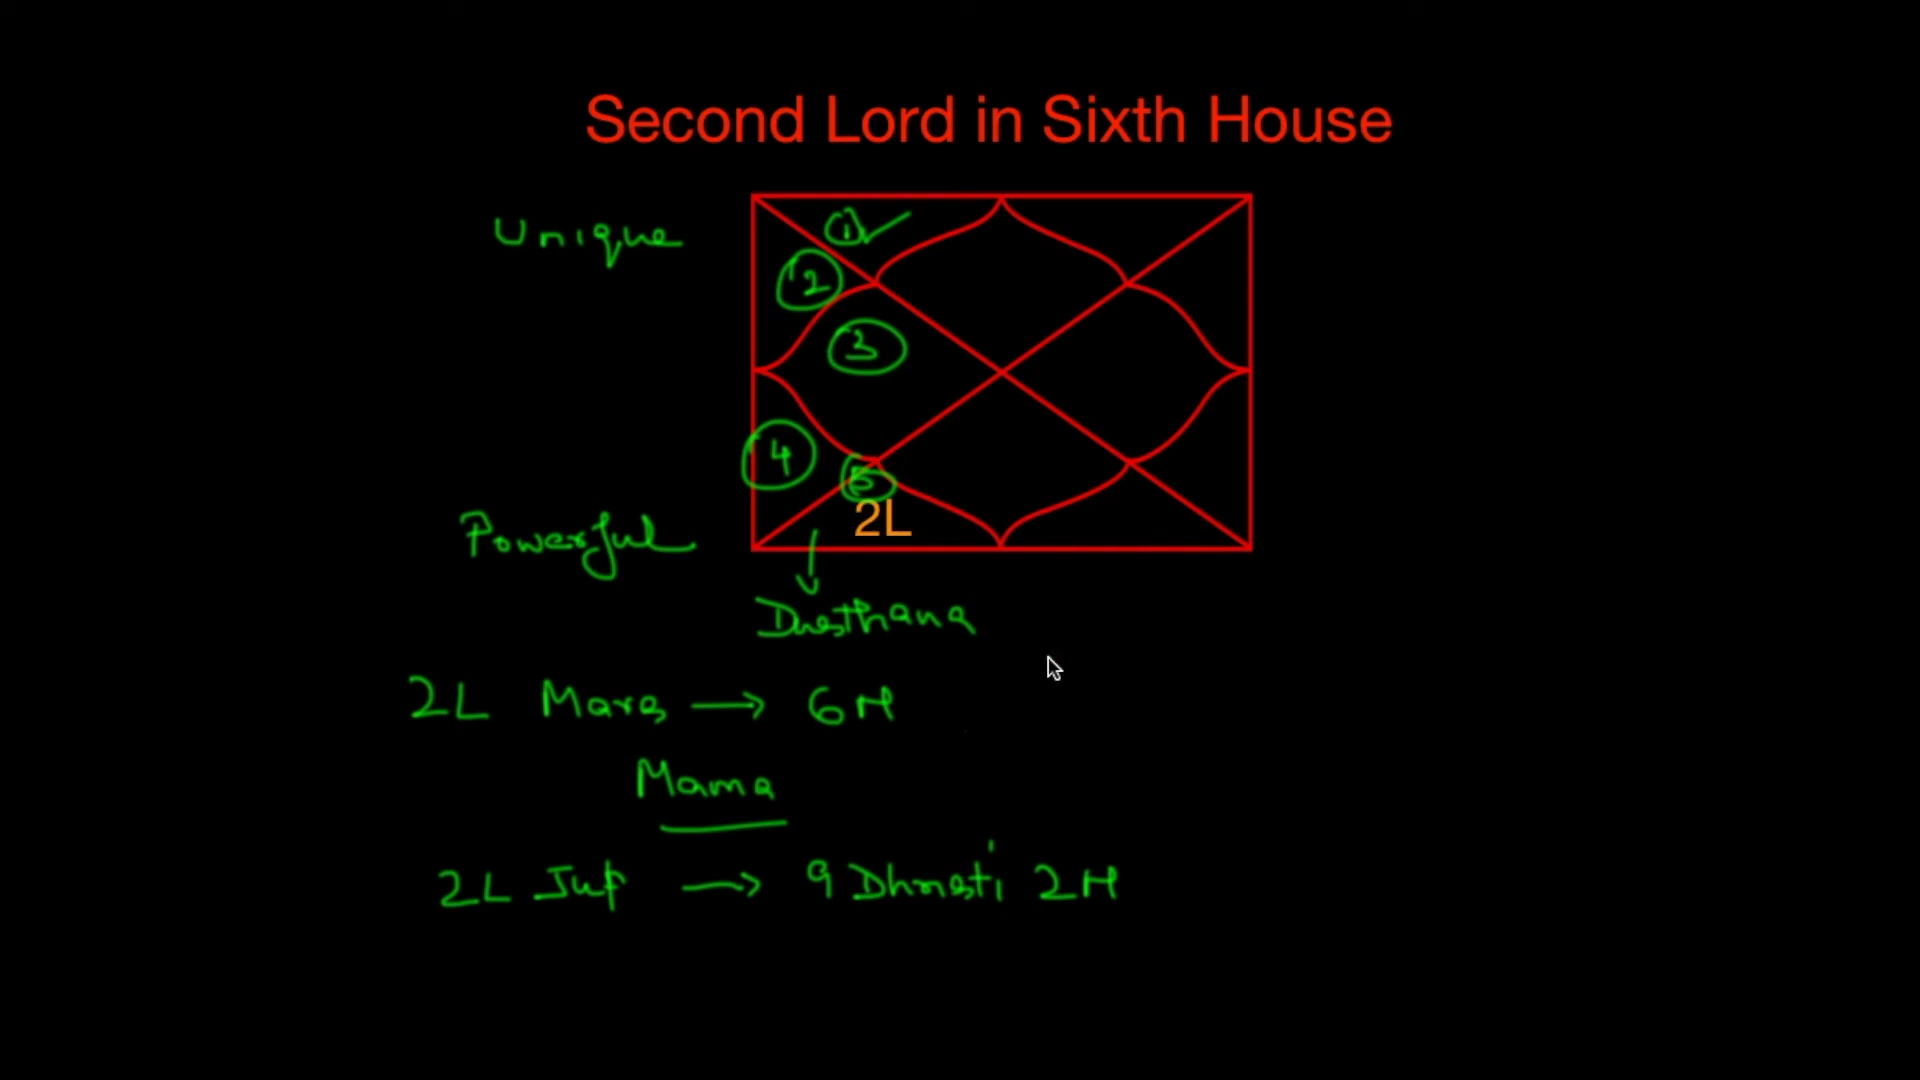 Second Lord in Sixth House
Unique
1
2
3
4
5
2L
Powerful
Dusthana
2L Mars → 6H
Mama
2L Jup → 9 Dhrsti 2H